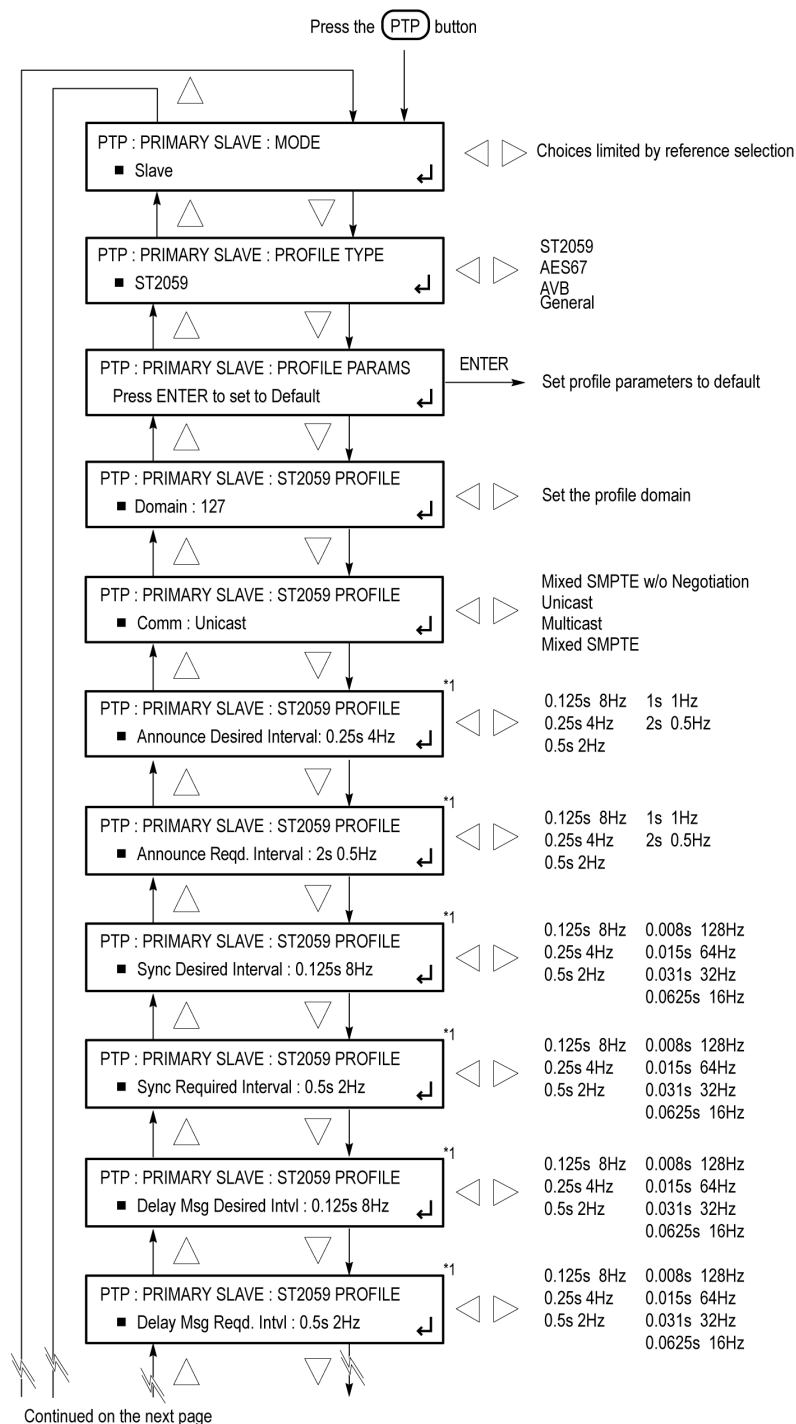 Press the PTP button
PTP : PRIMARY SLAVE : MODE
■ Slave
Choices limited by reference selection
PTP : PRIMARY SLAVE : PROFILE TYPE
■ ST2059
ST2059
AES67
AVB
General
PTP : PRIMARY SLAVE : PROFILE PARAMS
Press ENTER to set to Default
ENTER
Set profile parameters to default
PTP : PRIMARY SLAVE : ST2059 PROFILE
■ Domain : 127
Set the profile domain
PTP : PRIMARY SLAVE : ST2059 PROFILE
■ Comm : Unicast
Mixed SMPTE w/o Negotiation
Unicast
Multicast
Mixed SMPTE
*1
PTP : PRIMARY SLAVE : ST2059 PROFILE
■ Announce Desired Interval: 0.25s 4Hz
0.125s 8Hz 1s 1Hz
0.25s 4Hz 2s 0.5Hz
0.5s 2Hz
*1
PTP : PRIMARY SLAVE : ST2059 PROFILE
■ Announce Reqd. Interval : 2s 0.5Hz
0.125s 8Hz 1s 1Hz
0.25s 4Hz 2s 0.5Hz
0.5s 2Hz
*1
PTP : PRIMARY SLAVE : ST2059 PROFILE
■ Sync Desired Interval : 0.125s 8Hz
0.125s 8Hz 0.008s 128Hz
0.25s 4Hz 0.015s 64Hz
0.5s 2Hz 0.031s 32Hz
0.0625s 16Hz
*1
PTP : PRIMARY SLAVE : ST2059 PROFILE
■ Sync Required Interval : 0.5s 2Hz
0.125s 8Hz 0.008s 128Hz
0.25s 4Hz 0.015s 64Hz
0.5s 2Hz 0.031s 32Hz
0.0625s 16Hz
*1
PTP : PRIMARY SLAVE : ST2059 PROFILE
■ Delay Msg Desired Intvl : 0.125s 8Hz
0.125s 8Hz 0.008s 128Hz
0.25s 4Hz 0.015s 64Hz
0.5s 2Hz 0.031s 32Hz
0.0625s 16Hz
*1
PTP : PRIMARY SLAVE : ST2059 PROFILE
■ Delay Msg Reqd. Intvl : 0.5s 2Hz
0.125s 8Hz 0.008s 128Hz
0.25s 4Hz 0.015s 64Hz
0.5s 2Hz 0.031s 32Hz
0.0625s 16Hz
Continued on the next page